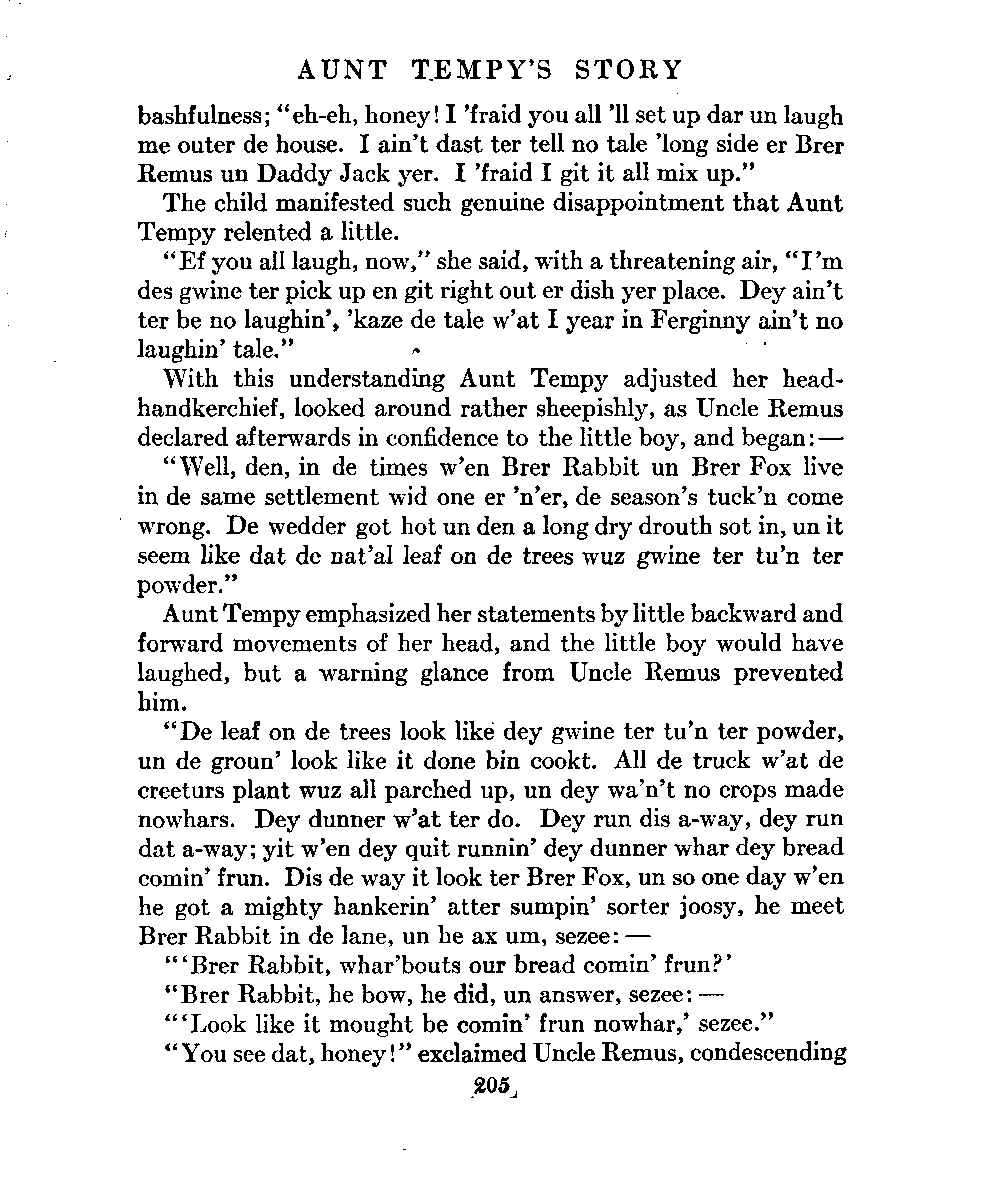 AUNT TEMPY'S STORY
bashfulness; “eh-eh, honey! I ’fraid you all ’ll set up dar un laugh
me outer de house. I ain't dast ter tell no tale ’long side er Brer
Remus un Daddy Jack yer. I ’fraid I git it all mix up.”
The child manifested such genuine disappointment that Aunt
Tempy relented a little.
“Ef you all laugh, now,” she said, with a threatening air, “I’m
des gwine ter pick up en git right out er dish yer place. Dey ain’t
ter be no laughin’, ’kaze de tale w’at I year in Ferginny ain’t no
laughin’ tale.”
With this understanding Aunt Tempy adjusted her head-
handkerchief, looked around rather sheepishly, as Uncle Remus
declared afterwards in confidence to the little boy, and began: —
“Well, den, in de times w’en Brer Rabbit un Brer Fox live
in de same settlement wid one er ’n’er, de season’s tuck’n come
wrong. De wedder got hot un den a long dry drouth sot in, un it
seem like dat de nat’al leaf on de trees wuz gwine ter tu’n ter
powder.”
Aunt Tempy emphasized her statements by little backward and
forward movements of her head, and the little boy would have
laughed, but a warning glance from Uncle Remus prevented
him.
“De leaf on de trees look like dey gwine ter tu’n ter powder,
un de groun’ look like it done bin cookt. All de truck w’at de
creeturs plant wuz all parched up, un dey wa’n’t no crops made
nowhars. Dey dunner w’at ter do. Dey run dis a-way, dey run
dat a-way; yit w’en dey quit runnin’ dey dunner whar dey bread
comin’ frun. Dis de way it look ter Brer Fox, un so one day w’en
he got a mighty hankerin’ atter sumpin’ sorter joosy, he meet
Brer Rabbit in de lane, un he ax um, sezee: —
“‘Brer Rabbit, whar’bouts our bread comin’ frun?’
“Brer Rabbit, he bow, he did, un answer, sezee: —
“‘Look like it mought be comin’ frun nowhar,’ sezee.”
“You see dat, honey!” exclaimed Uncle Remus, condescending
205